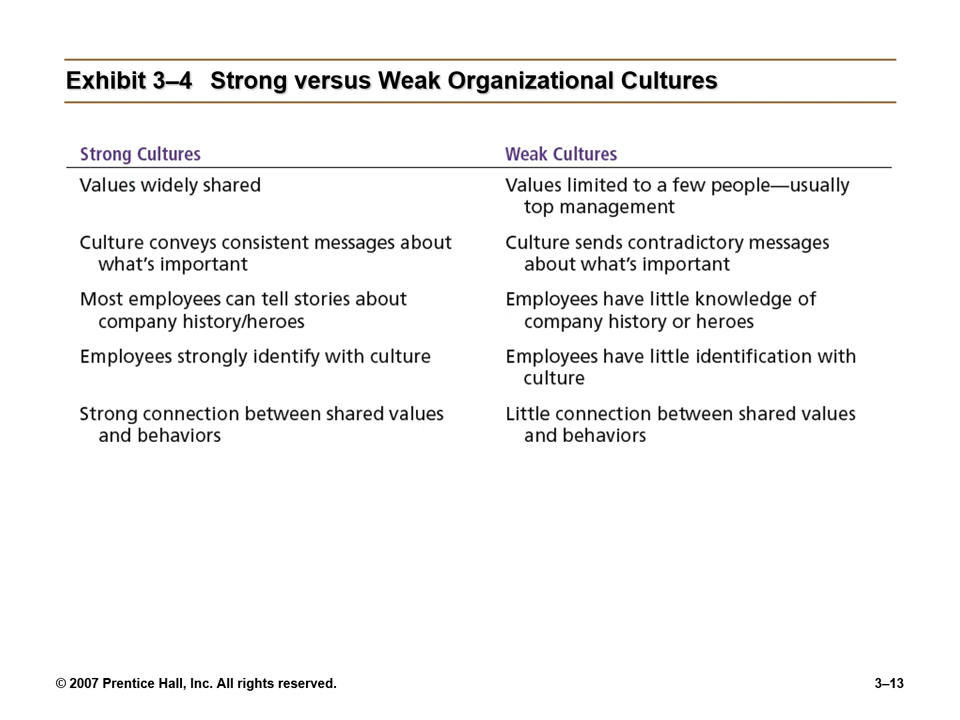 Exhibit 3–4 Strong versus Weak Organizational Cultures
Strong Cultures
Weak Cultures
Values widely shared
Values limited to a few people—usually
top management
Culture conveys consistent messages about
what's important
Culture sends contradictory messages
about what's important
Most employees can tell stories about
company history/heroes
Employees have little knowledge of
company history or heroes
Employees strongly identify with culture
Employees have little identification with
culture
Strong connection between shared values
and behaviors
Little connection between shared values
and behaviors
© 2007 Prentice Hall, Inc. All rights reserved.
3–13